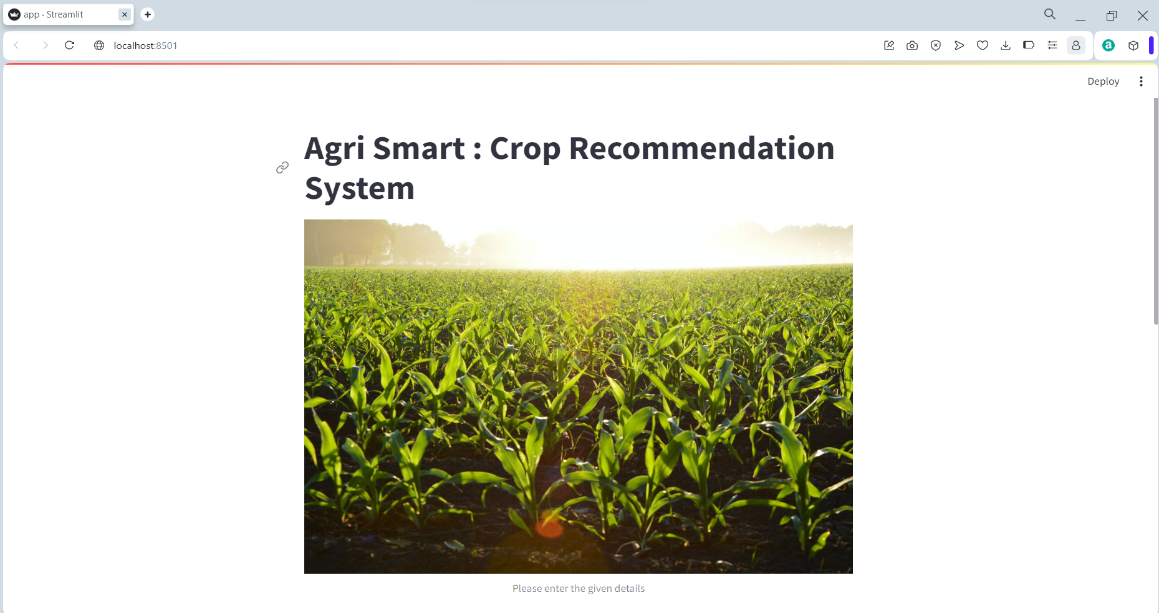 app · Streamlit
localhost:8501
Deploy
Agri Smart : Crop Recommendation
System
Please enter the given details